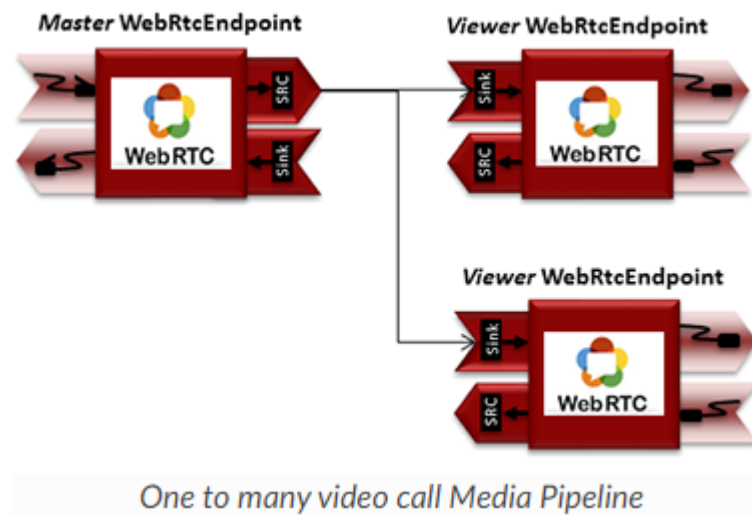 Master WebRtcEndpoint
Viewer WebRtcEndpoint
SRC
Sink
WebRTC
Sink
SRC
WebRTC
Viewer WebRtcEndpoint
Sink
SRC
WebRTC
One to many video call Media Pipeline